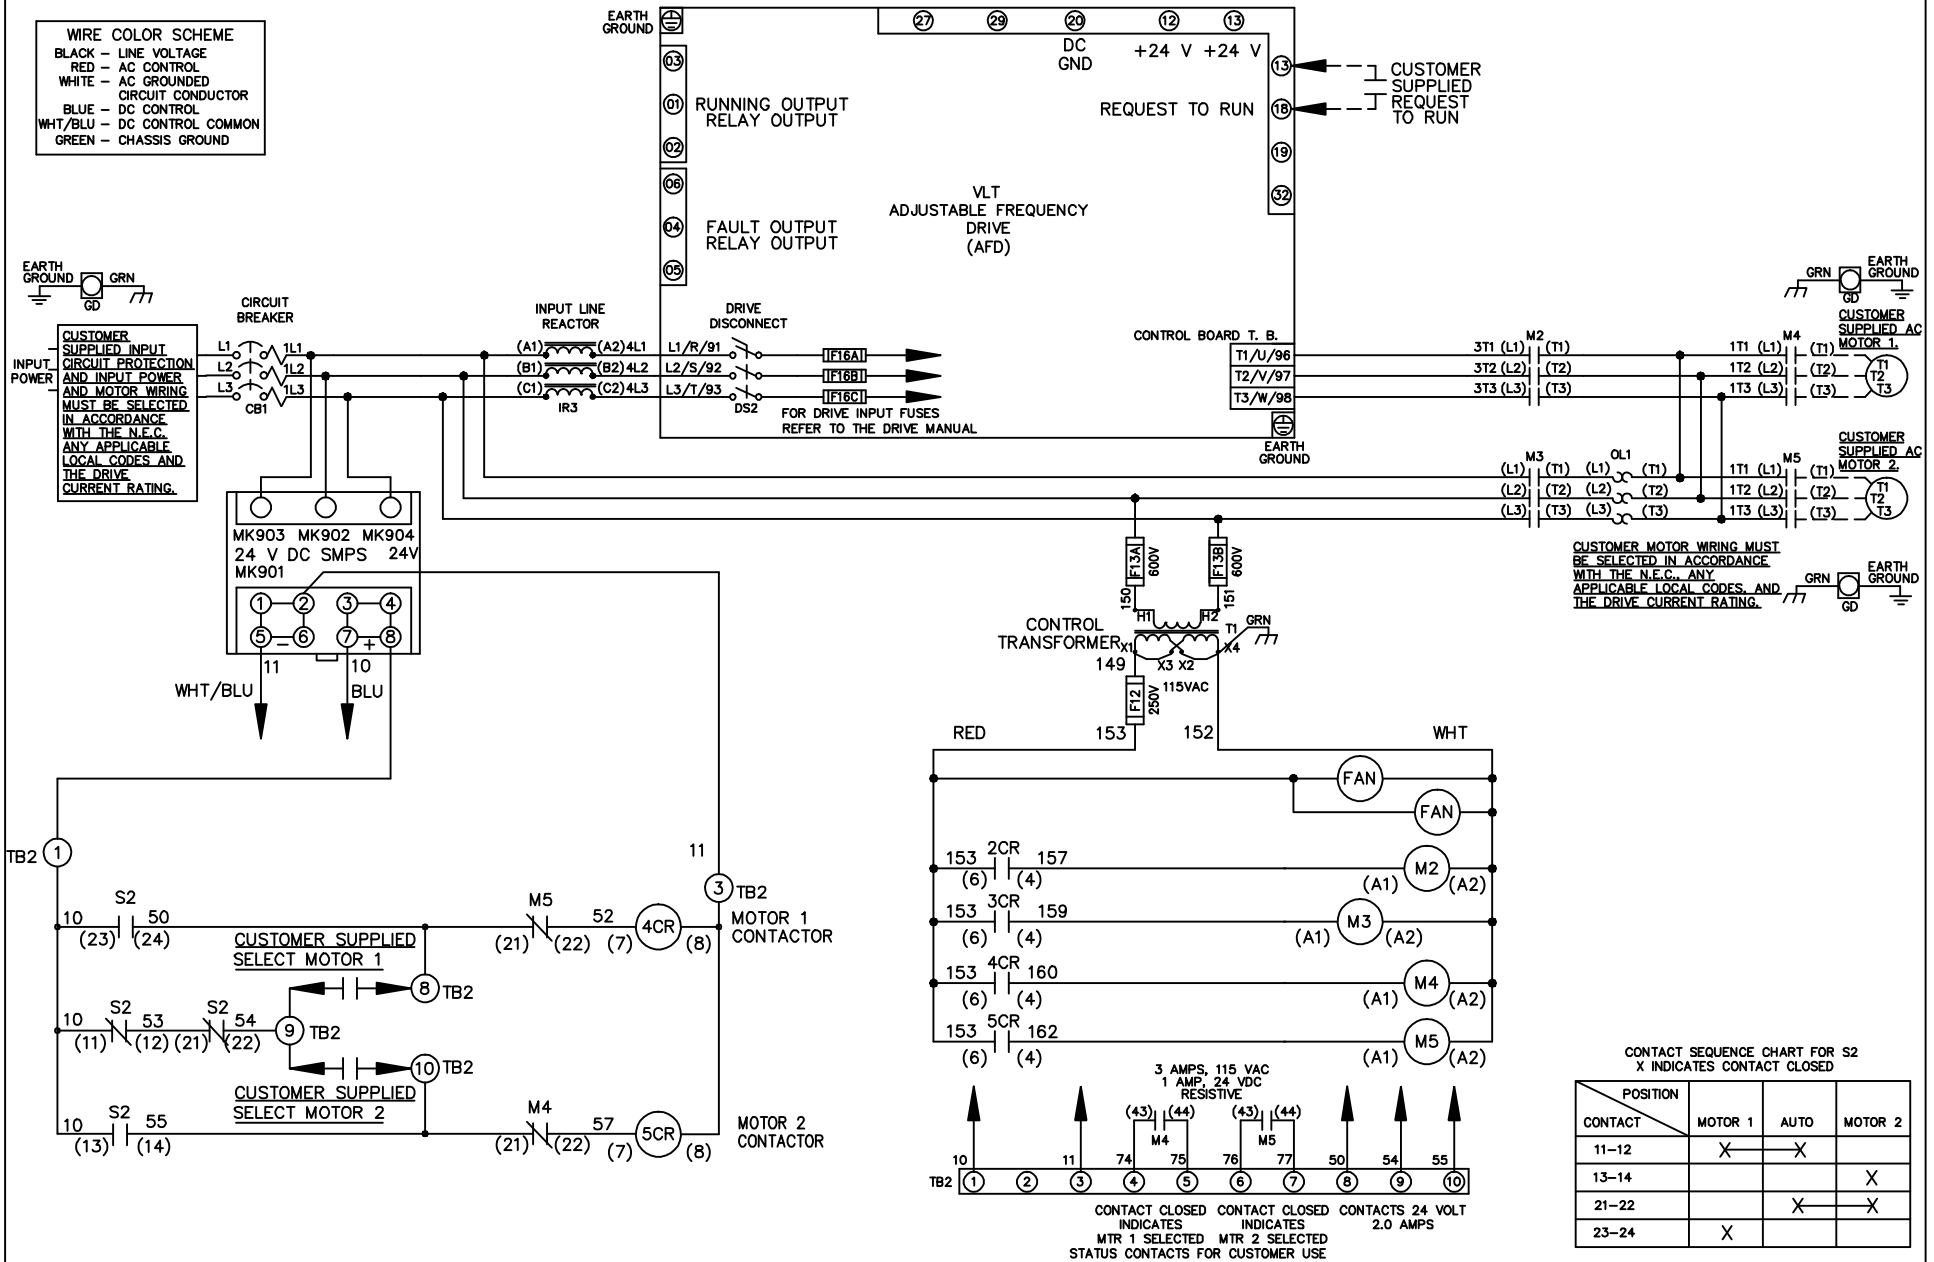 WIRE COLOR SCHEME
BLACK – LINE VOLTAGE
RED – AC CONTROL
WHITE – AC GROUNDED
CIRCUIT CONDUCTOR
BLUE – DC CONTROL
WHT/BLU – DC CONTROL COMMON
GREEN – CHASSIS GROUND
EARTH
GROUND
27 29 20 12 13
DC
GND
+24 V +24 V
03
01
02
RUNNING OUTPUT
RELAY OUTPUT
06
04
05
FAULT OUTPUT
RELAY OUTPUT
VLT
ADJUSTABLE FREQUENCY
DRIVE
(AFD)
REQUEST TO RUN
13
18
19
32
CUSTOMER
SUPPLIED
REQUEST
TO RUN
EARTH
GROUND
GRN
GD
INPUT
POWER
CUSTOMER
SUPPLIED INPUT
CIRCUIT PROTECTION
AND INPUT POWER
AND MOTOR WIRING
MUST BE SELECTED
IN ACCORDANCE
WITH THE N.E.C.
ANY APPLICABLE
LOCAL CODES AND
THE DRIVE
CURRENT RATING.
CIRCUIT
BREAKER
L1 1L1
L2 1L2
L3 1L3
CB1
INPUT LINE
REACTOR
(A1) (A2)4L1
(B1) (B2)4L2
(C1) (C2)4L3
IR3
DRIVE
DISCONNECT
L1/R/91
L2/S/92
L3/T/93
DS2
F16A
F16B
F16C
FOR DRIVE INPUT FUSES
REFER TO THE DRIVE MANUAL
CONTROL BOARD T. B.
T1/U/96
T2/V/97
T3/W/98
EARTH
GROUND
M2
3T1 (L1) (T1)
3T2 (L2) (T2)
3T3 (L3) (T3)
M4
1T1 (L1) (T1)
1T2 (L2) (T2)
1T3 (L3) (T3)
GRN
GD
EARTH
GROUND
CUSTOMER
SUPPLIED AC
MOTOR 1.
T1
T2
T3
M3
(L1) (T1)
(L2) (T2)
(L3) (T3)
OL1
(L1) (T1)
(L2) (T2)
(L3) (T3)
M5
1T1 (L1) (T1)
1T2 (L2) (T2)
1T3 (L3) (T3)
CUSTOMER
SUPPLIED AC
MOTOR 2.
T1
T2
T3
CUSTOMER MOTOR WIRING MUST
BE SELECTED IN ACCORDANCE
WITH THE N.E.C., ANY
APPLICABLE LOCAL CODES, AND
THE DRIVE CURRENT RATING.
GRN
GD
EARTH
GROUND
MK903 MK902 MK904
24 V DC SMPS 24V
MK901
1 2 3 4
5 – 6 7 + 8
11 10
WHT/BLU BLU
F13A
600V
F13B
600V
150
151
H1 H2
CONTROL
TRANSFORMER
T1
GRN
X1 X3 X2 X4
149
F12
250V
115VAC
RED 153 152 WHT
FAN
FAN
153 2CR 157 M2
(6) (4) (A1) (A2)
153 3CR 159 M3
(6) (4) (A1) (A2)
153 4CR 160 M4
(6) (4) (A1) (A2)
153 5CR 162 M5
(6) (4) (A1) (A2)
TB2 1
11
3 TB2
10 S2 50 M5 52 4CR
(23) (24) (21) (22) (7) (8)
MOTOR 1
CONTACTOR
CUSTOMER SUPPLIED
SELECT MOTOR 1
8 TB2
10 S2 53 S2 54 9 TB2
(11) (12) (21) (22)
10 TB2
CUSTOMER SUPPLIED
SELECT MOTOR 2
10 S2 55 M4 57 5CR
(13) (14) (21) (22) (7) (8)
MOTOR 2
CONTACTOR
3 AMPS, 115 VAC
1 AMP, 24 VDC
RESISTIVE
(43) (44) (43) (44)
M4 M5
10 11 74 75 76 77 50 54 55
TB2 1 2 3 4 5 6 7 8 9 10
CONTACT CLOSED
INDICATES
MTR 1 SELECTED
CONTACT CLOSED
INDICATES
MTR 2 SELECTED
CONTACTS 24 VOLT
2.0 AMPS
STATUS CONTACTS FOR CUSTOMER USE
CONTACT SEQUENCE CHART FOR S2
X INDICATES CONTACT CLOSED
POSITION
CONTACT MOTOR 1 AUTO MOTOR 2
11–12 X X
13–14 X
21–22 X X
23–24 X